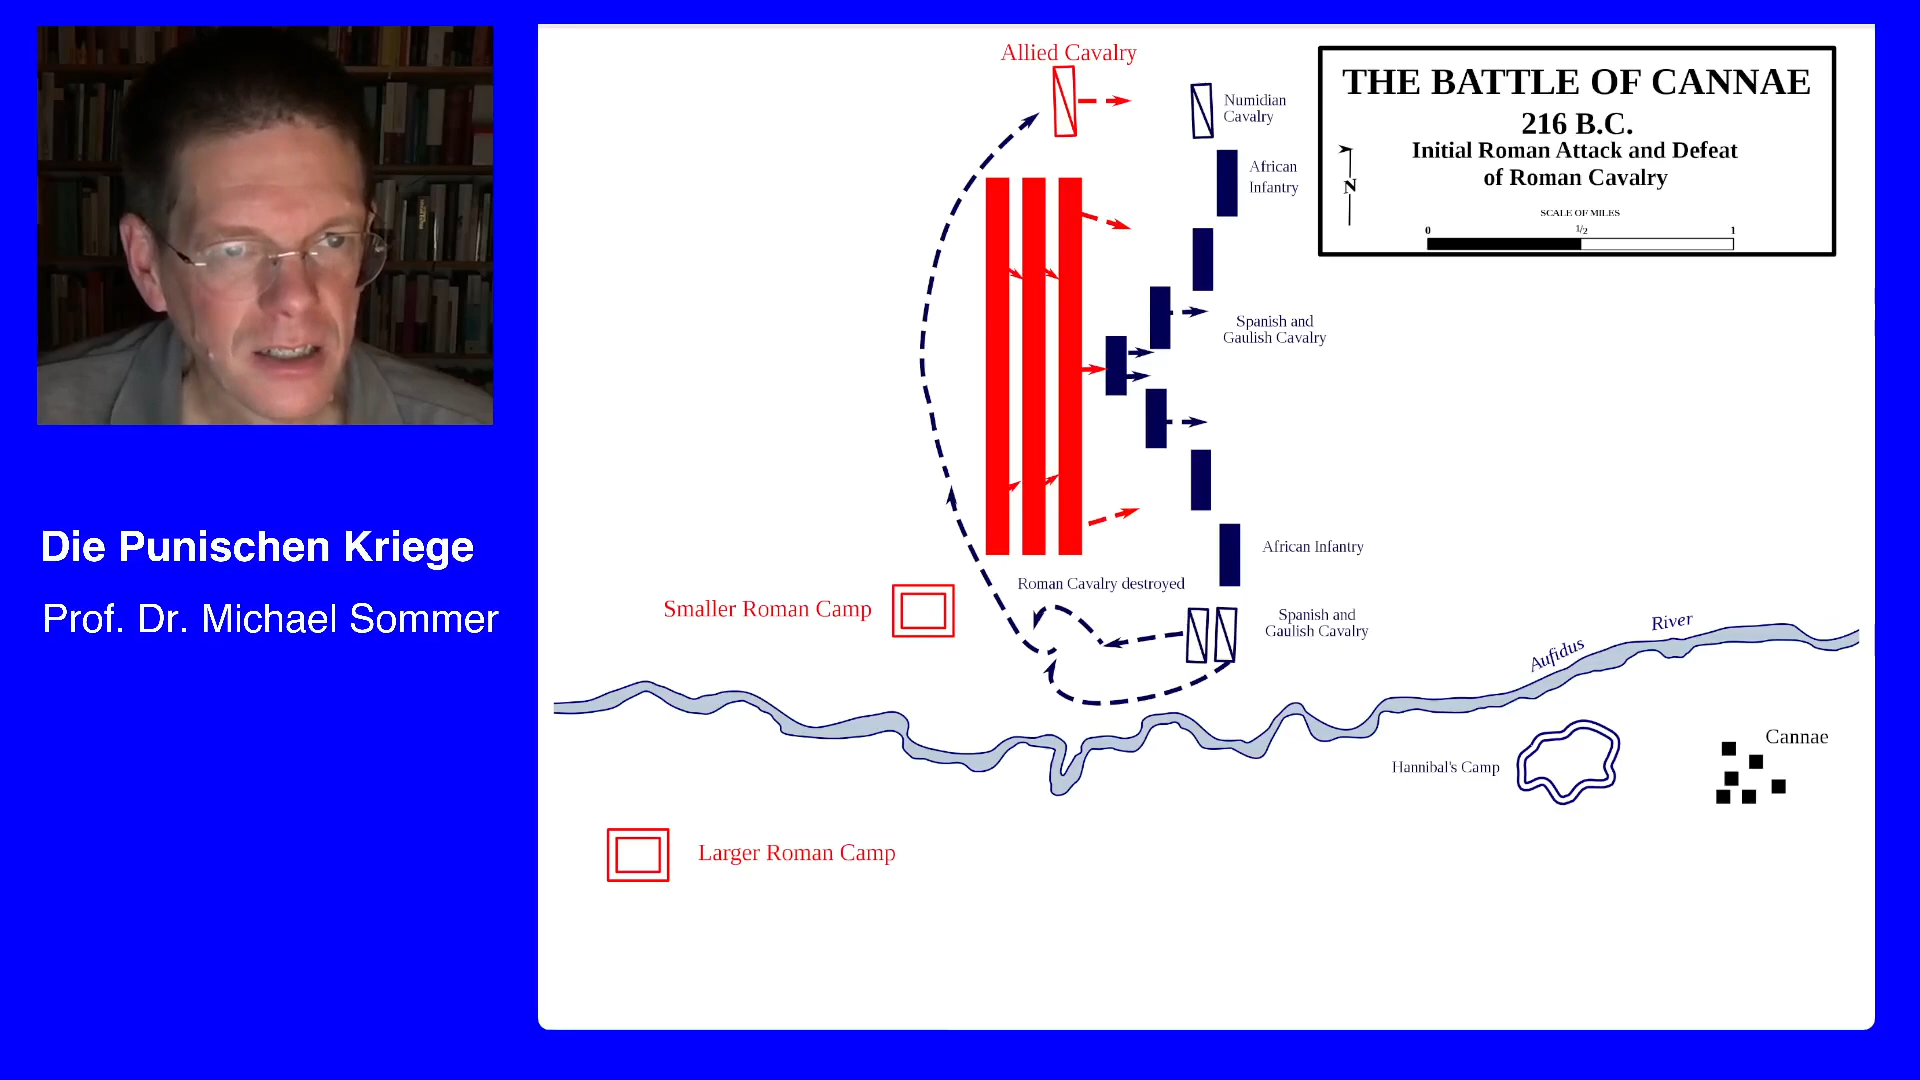 Die Punischen Kriege
Prof. Dr. Michael Sommer
Allied Cavalry
THE BATTLE OF CANNAE
216 B.C.
Initial Roman Attack and Defeat
of Roman Cavalry
N
SCALE OF MILES
0 1/2 1
Numidian
Cavalry
African
Infantry
Spanish and
Gaulish Cavalry
African Infantry
Roman Cavalry destroyed
Smaller Roman Camp
Spanish and
Gaulish Cavalry
Aufidus River
Cannae
Hannibal's Camp
Larger Roman Camp